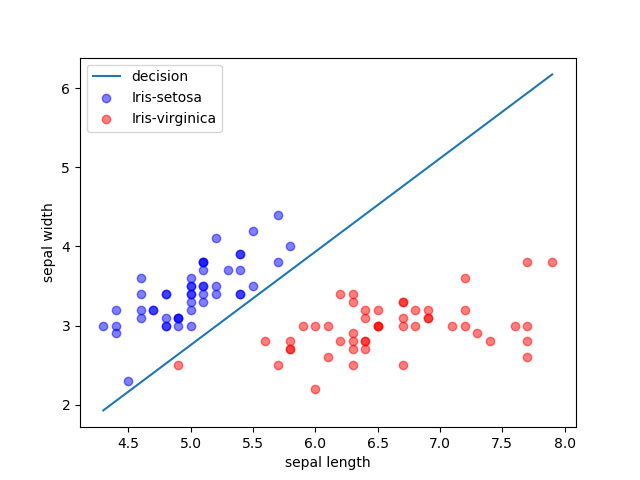 decision
Iris-setosa
Iris-virginica
6
5
4
3
2
sepal width
4.5 5.0 5.5 6.0 6.5 7.0 7.5 8.0
sepal length